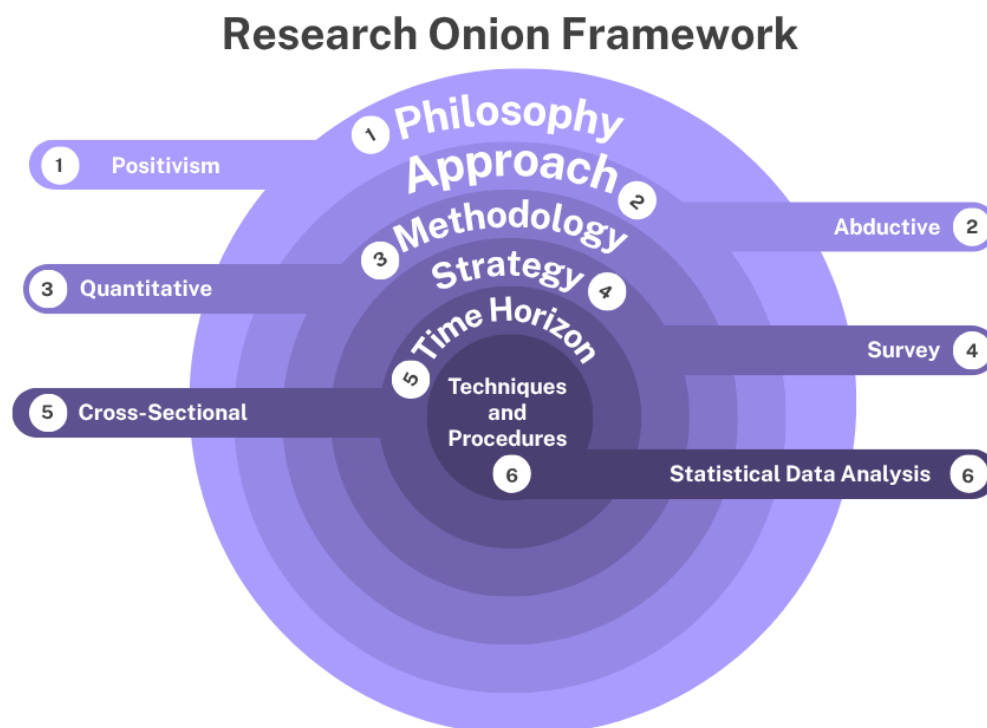 Research Onion Framework
1 Philosophy
1 Positivism
Approach 2
Abductive 2
3 Methodology
3 Quantitative
Strategy 4
Survey 4
5 Time Horizon
5 Cross-Sectional
Techniques
and
Procedures
6
Statistical Data Analysis 6